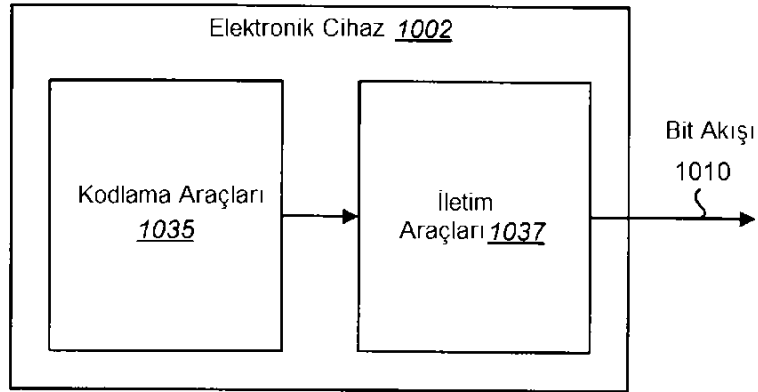 Elektronik Cihaz 1002
Kodlama Araçları
1035
İletim
Araçları 1037
Bit Akışı
1010